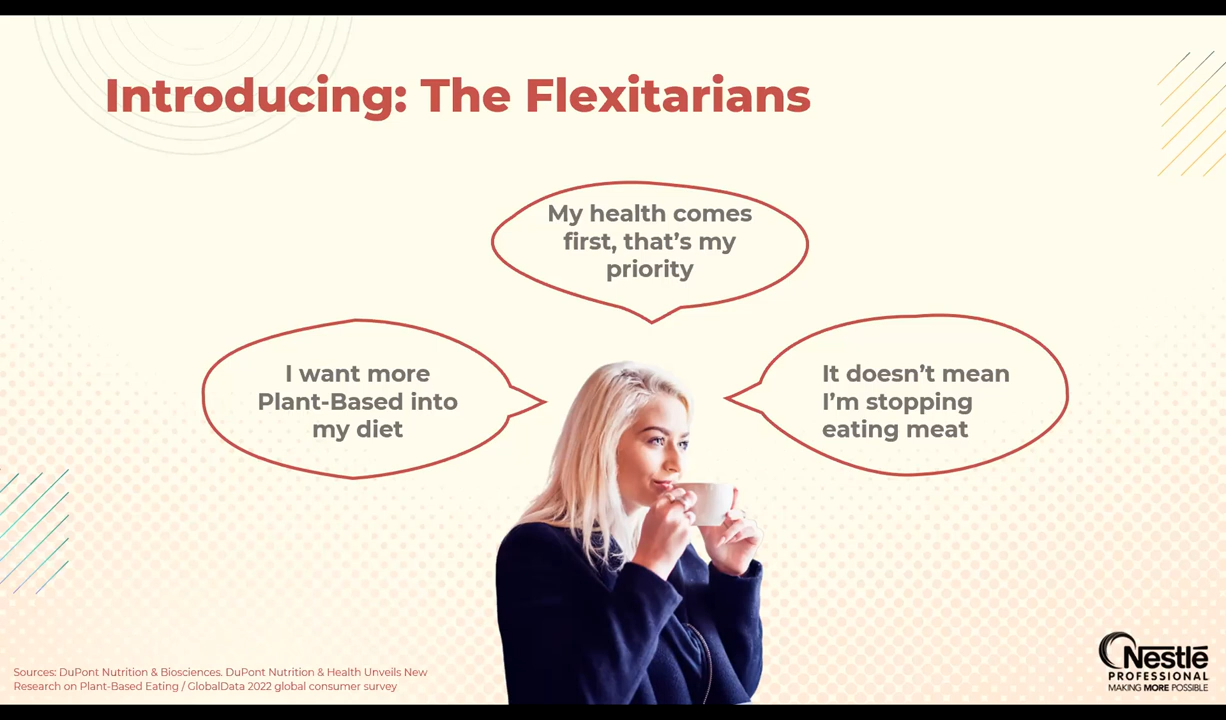 Introducing: The Flexitarians
My health comes
first, that's my
priority
I want more
Plant-Based into
my diet
It doesn't mean
I'm stopping
eating meat
Sources: DuPont Nutrition & Biosciences. DuPont Nutrition & Health Unveils New
Research on Plant-Based Eating / GlobalData 2022 global consumer survey
Nestlé
PROFESSIONAL
MAKING MORE POSSIBLE